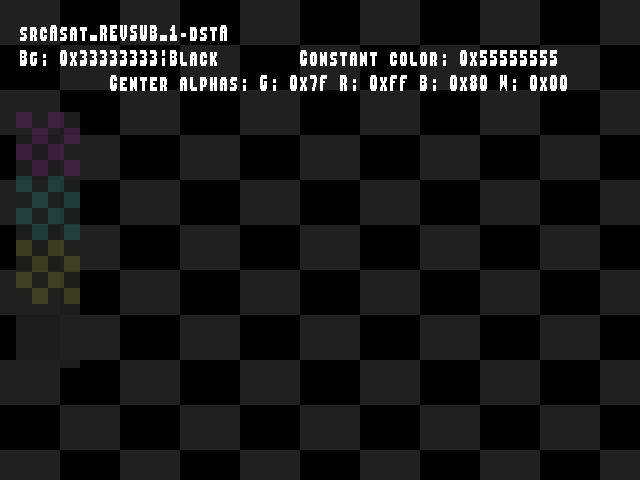 srcAsat_REVSUB_1-dstA
Bg: 0x33333333;Black Constant color: 0x55555555
Center alphas: G: 0x7f R: 0xff B: 0x80 W: 0x00